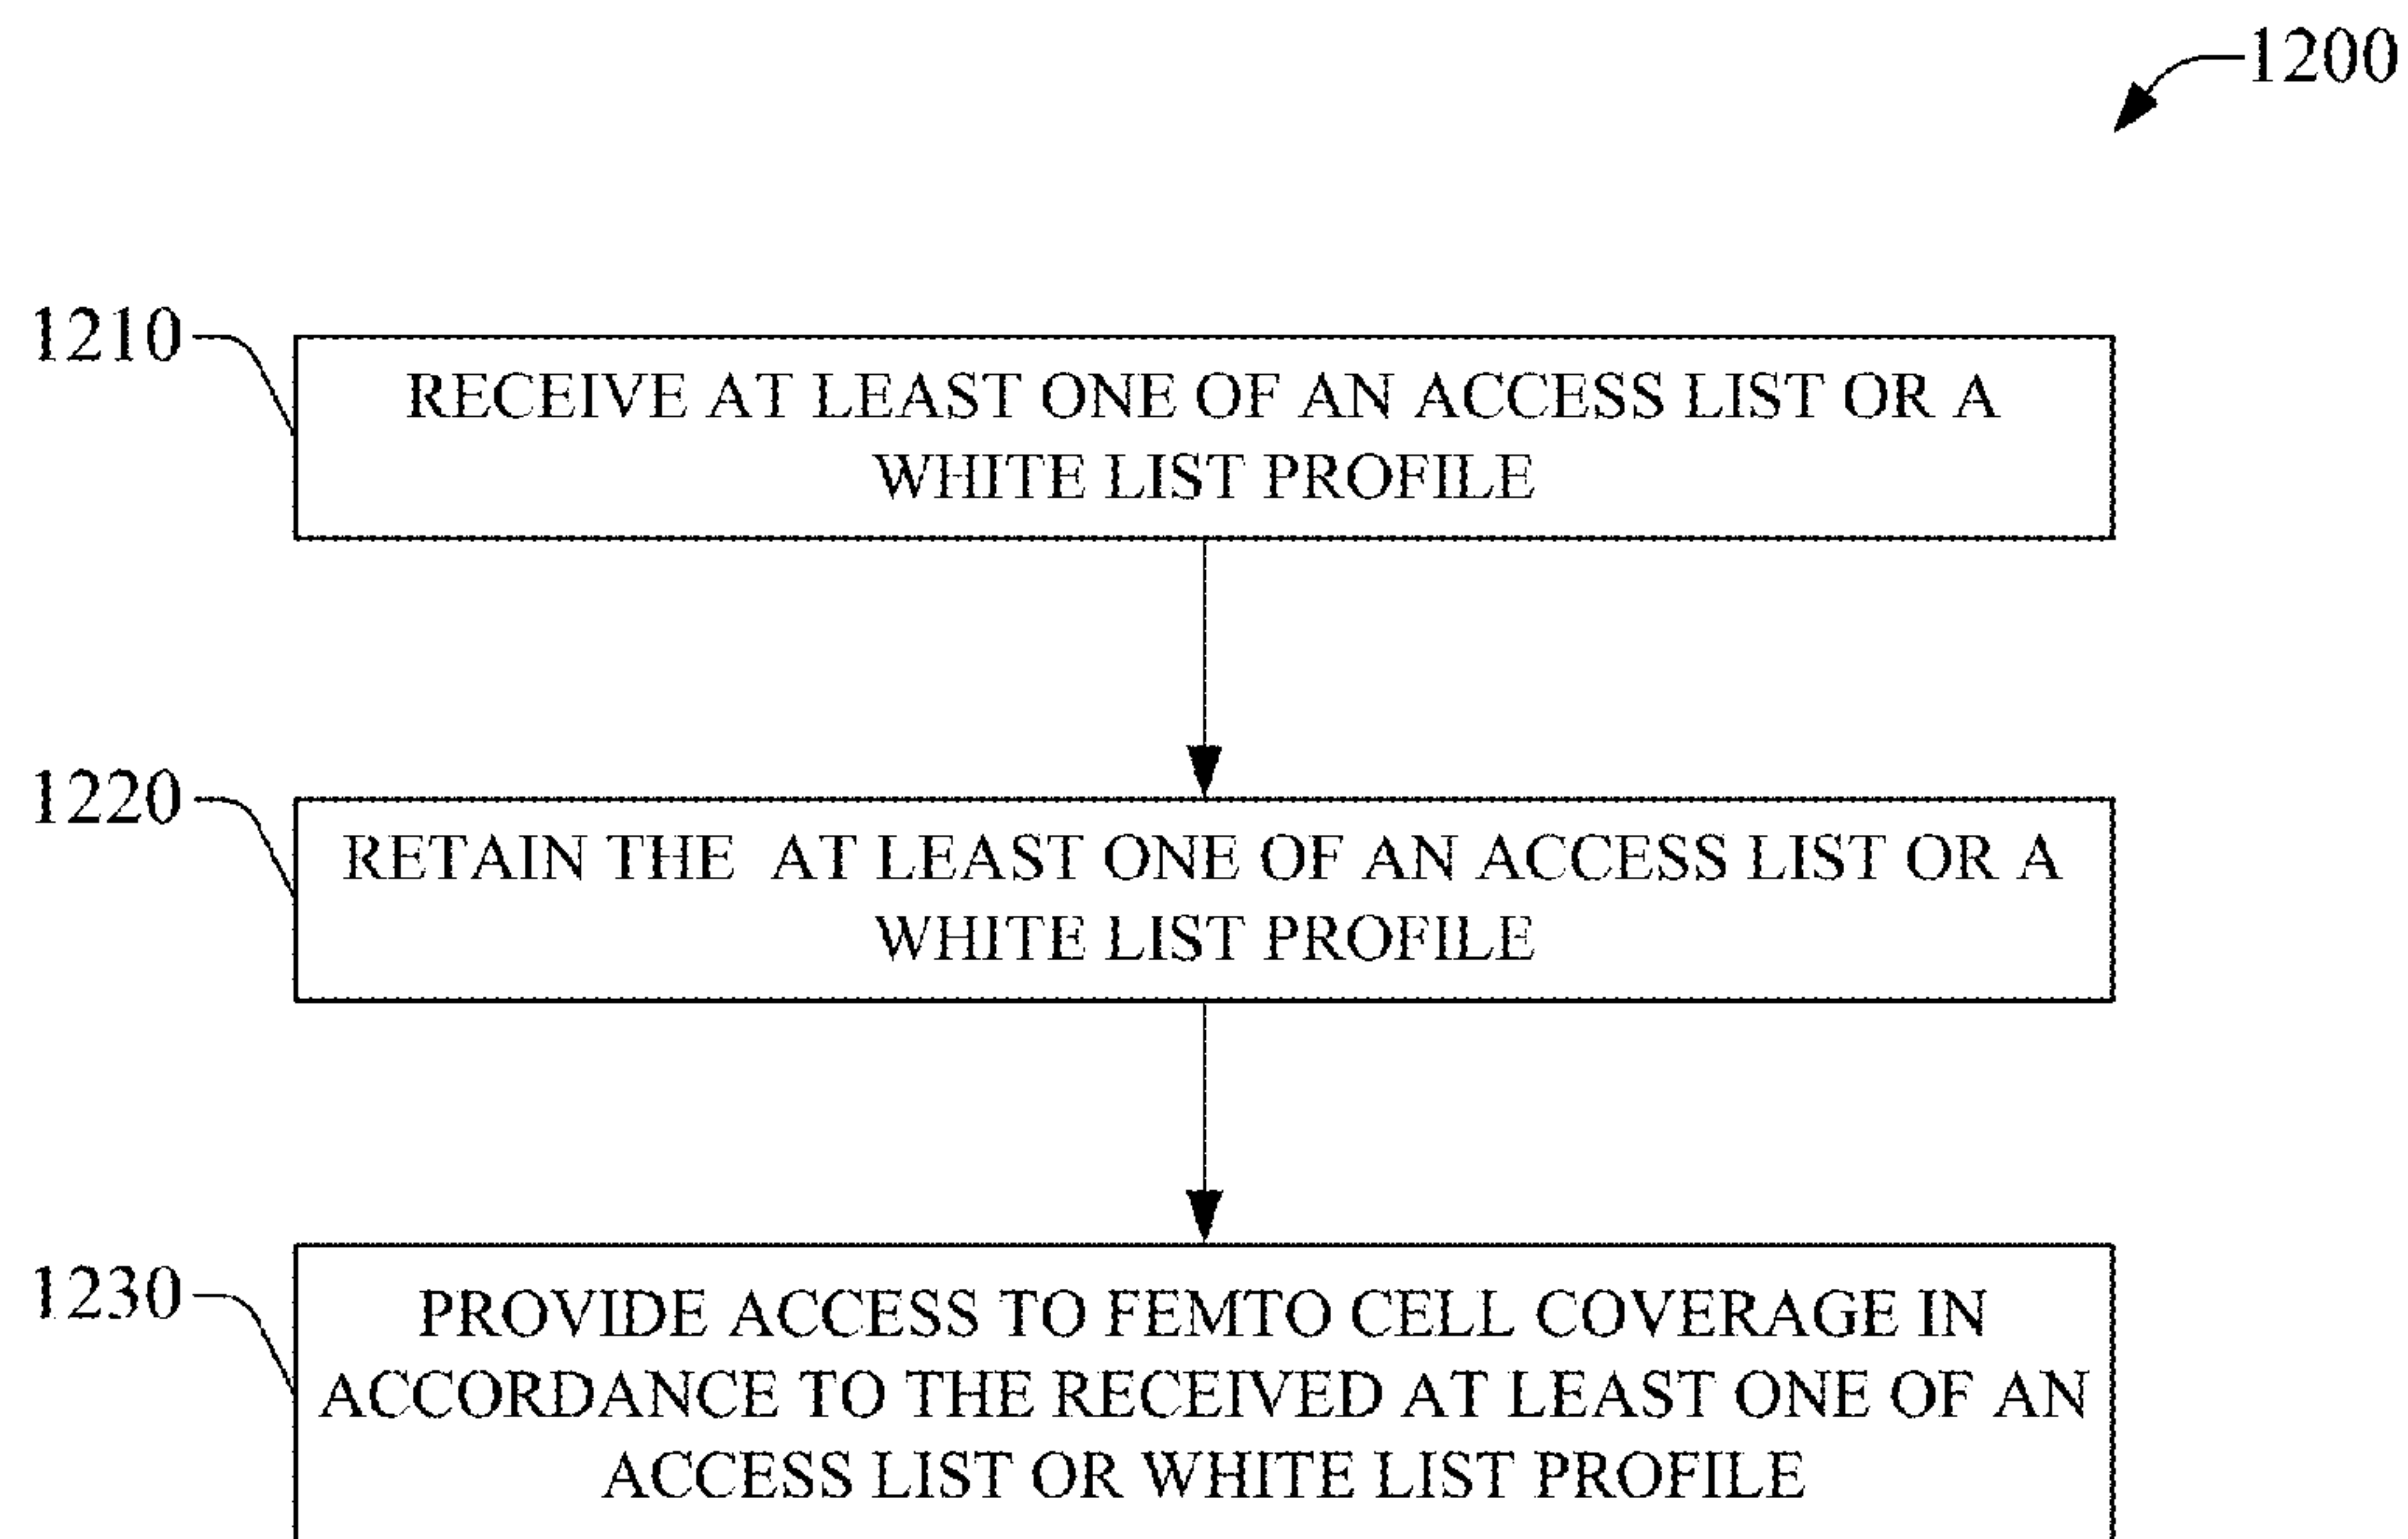 1200
1210
RECEIVE AT LEAST ONE OF AN ACCESS LIST OR A
WHITE LIST PROFILE
1220
RETAIN THE AT LEAST ONE OF AN ACCESS LIST OR A
WHITE LIST PROFILE
1230
PROVIDE ACCESS TO FEMTO CELL COVERAGE IN
ACCORDANCE TO THE RECEIVED AT LEAST ONE OF AN
ACCESS LIST OR WHITE LIST PROFILE